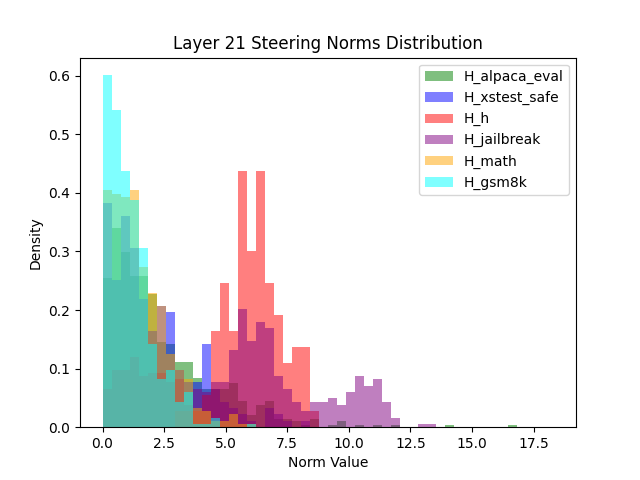 Layer 21 Steering Norms Distribution
H_alpaca_eval
H_xstest_safe
H_h
H_jailbreak
H_math
H_gsm8k
Density
0.6
0.5
0.4
0.3
0.2
0.1
0.0
0.0 2.5 5.0 7.5 10.0 12.5 15.0 17.5
Norm Value